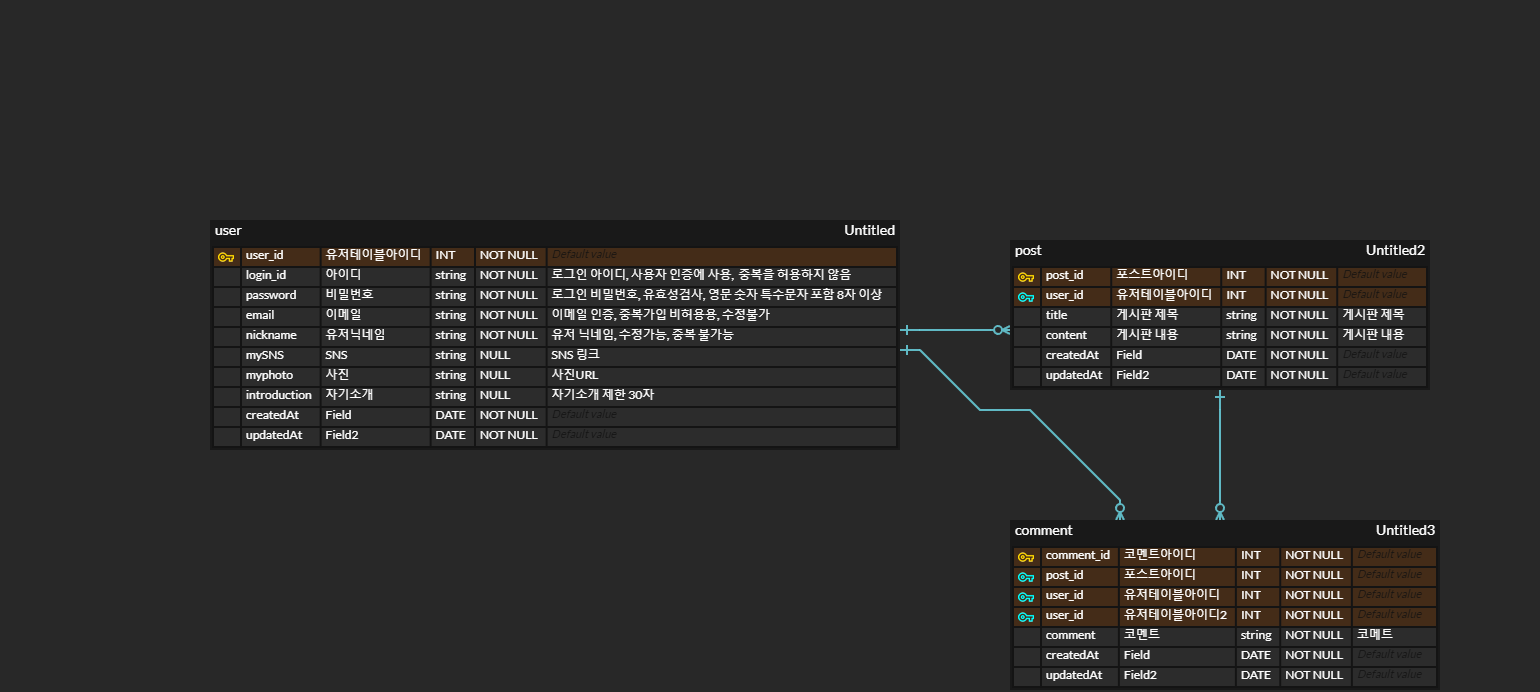 user Untitled
user_id 유저테이블아이디 INT NOT NULL Default value
login_id 아이디 string NOT NULL 로그인 아이디, 사용자 인증에 사용, 중복을 허용하지 않음
password 비밀번호 string NOT NULL 로그인 비밀번호, 유효성검사, 영문 숫자 특수문자 포함 8자 이상
email 이메일 string NOT NULL 이메일 인증, 중복가입 비허용용, 수정불가
nickname 유저닉네임 string NOT NULL 유저 닉네임, 수정가능, 중복 불가능
mySNS SNS string NULL SNS 링크
myphoto 사진 string NULL 사진URL
introduction 자기소개 string NULL 자기소개 제한 30자
createdAt Field DATE NOT NULL Default value
updatedAt Field2 DATE NOT NULL Default value
post Untitled2
post_id 포스트아이디 INT NOT NULL Default value
user_id 유저테이블아이디 INT NOT NULL Default value
title 게시판 제목 string NOT NULL 게시판 제목
content 게시판 내용 string NOT NULL 게시판 내용
createdAt Field DATE NOT NULL Default value
updatedAt Field2 DATE NOT NULL Default value
comment Untitled3
comment_id 코멘트아이디 INT NOT NULL Default value
post_id 포스트아이디 INT NOT NULL Default value
user_id 유저테이블아이디 INT NOT NULL Default value
user_id 유저테이블아이디2 INT NOT NULL Default value
comment 코멘트 string NOT NULL 코메트
createdAt Field DATE NOT NULL Default value
updatedAt Field2 DATE NOT NULL Default value